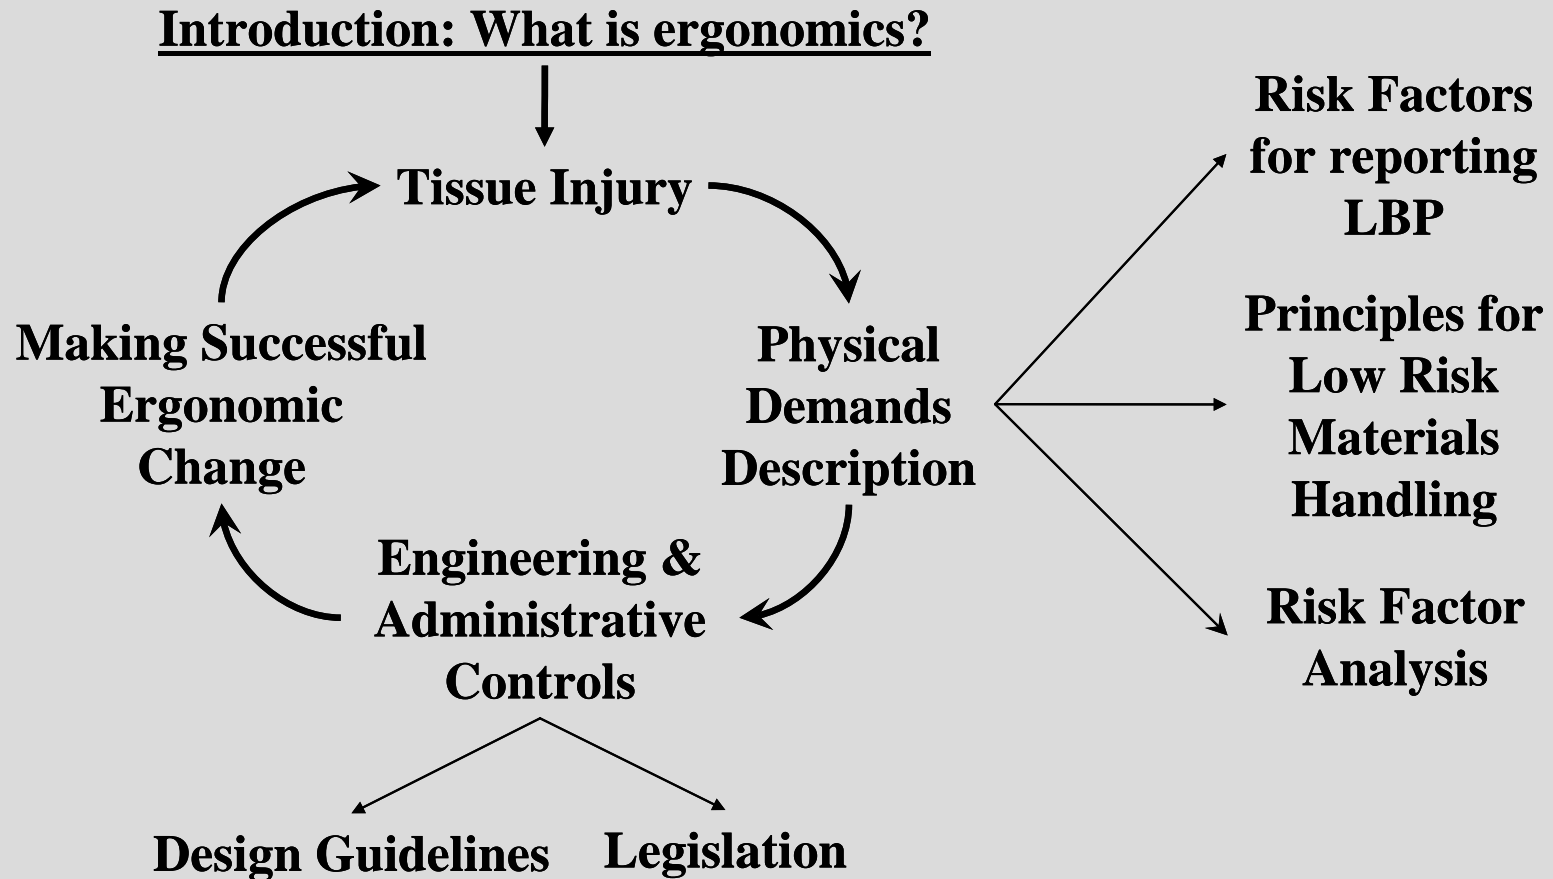 Introduction: What is ergonomics?
Tissue Injury
Physical
Demands
Description
Engineering &
Administrative
Controls
Making Successful
Ergonomic
Change
Risk Factors
for reporting
LBP
Principles for
Low Risk
Materials
Handling
Risk Factor
Analysis
Design Guidelines
Legislation